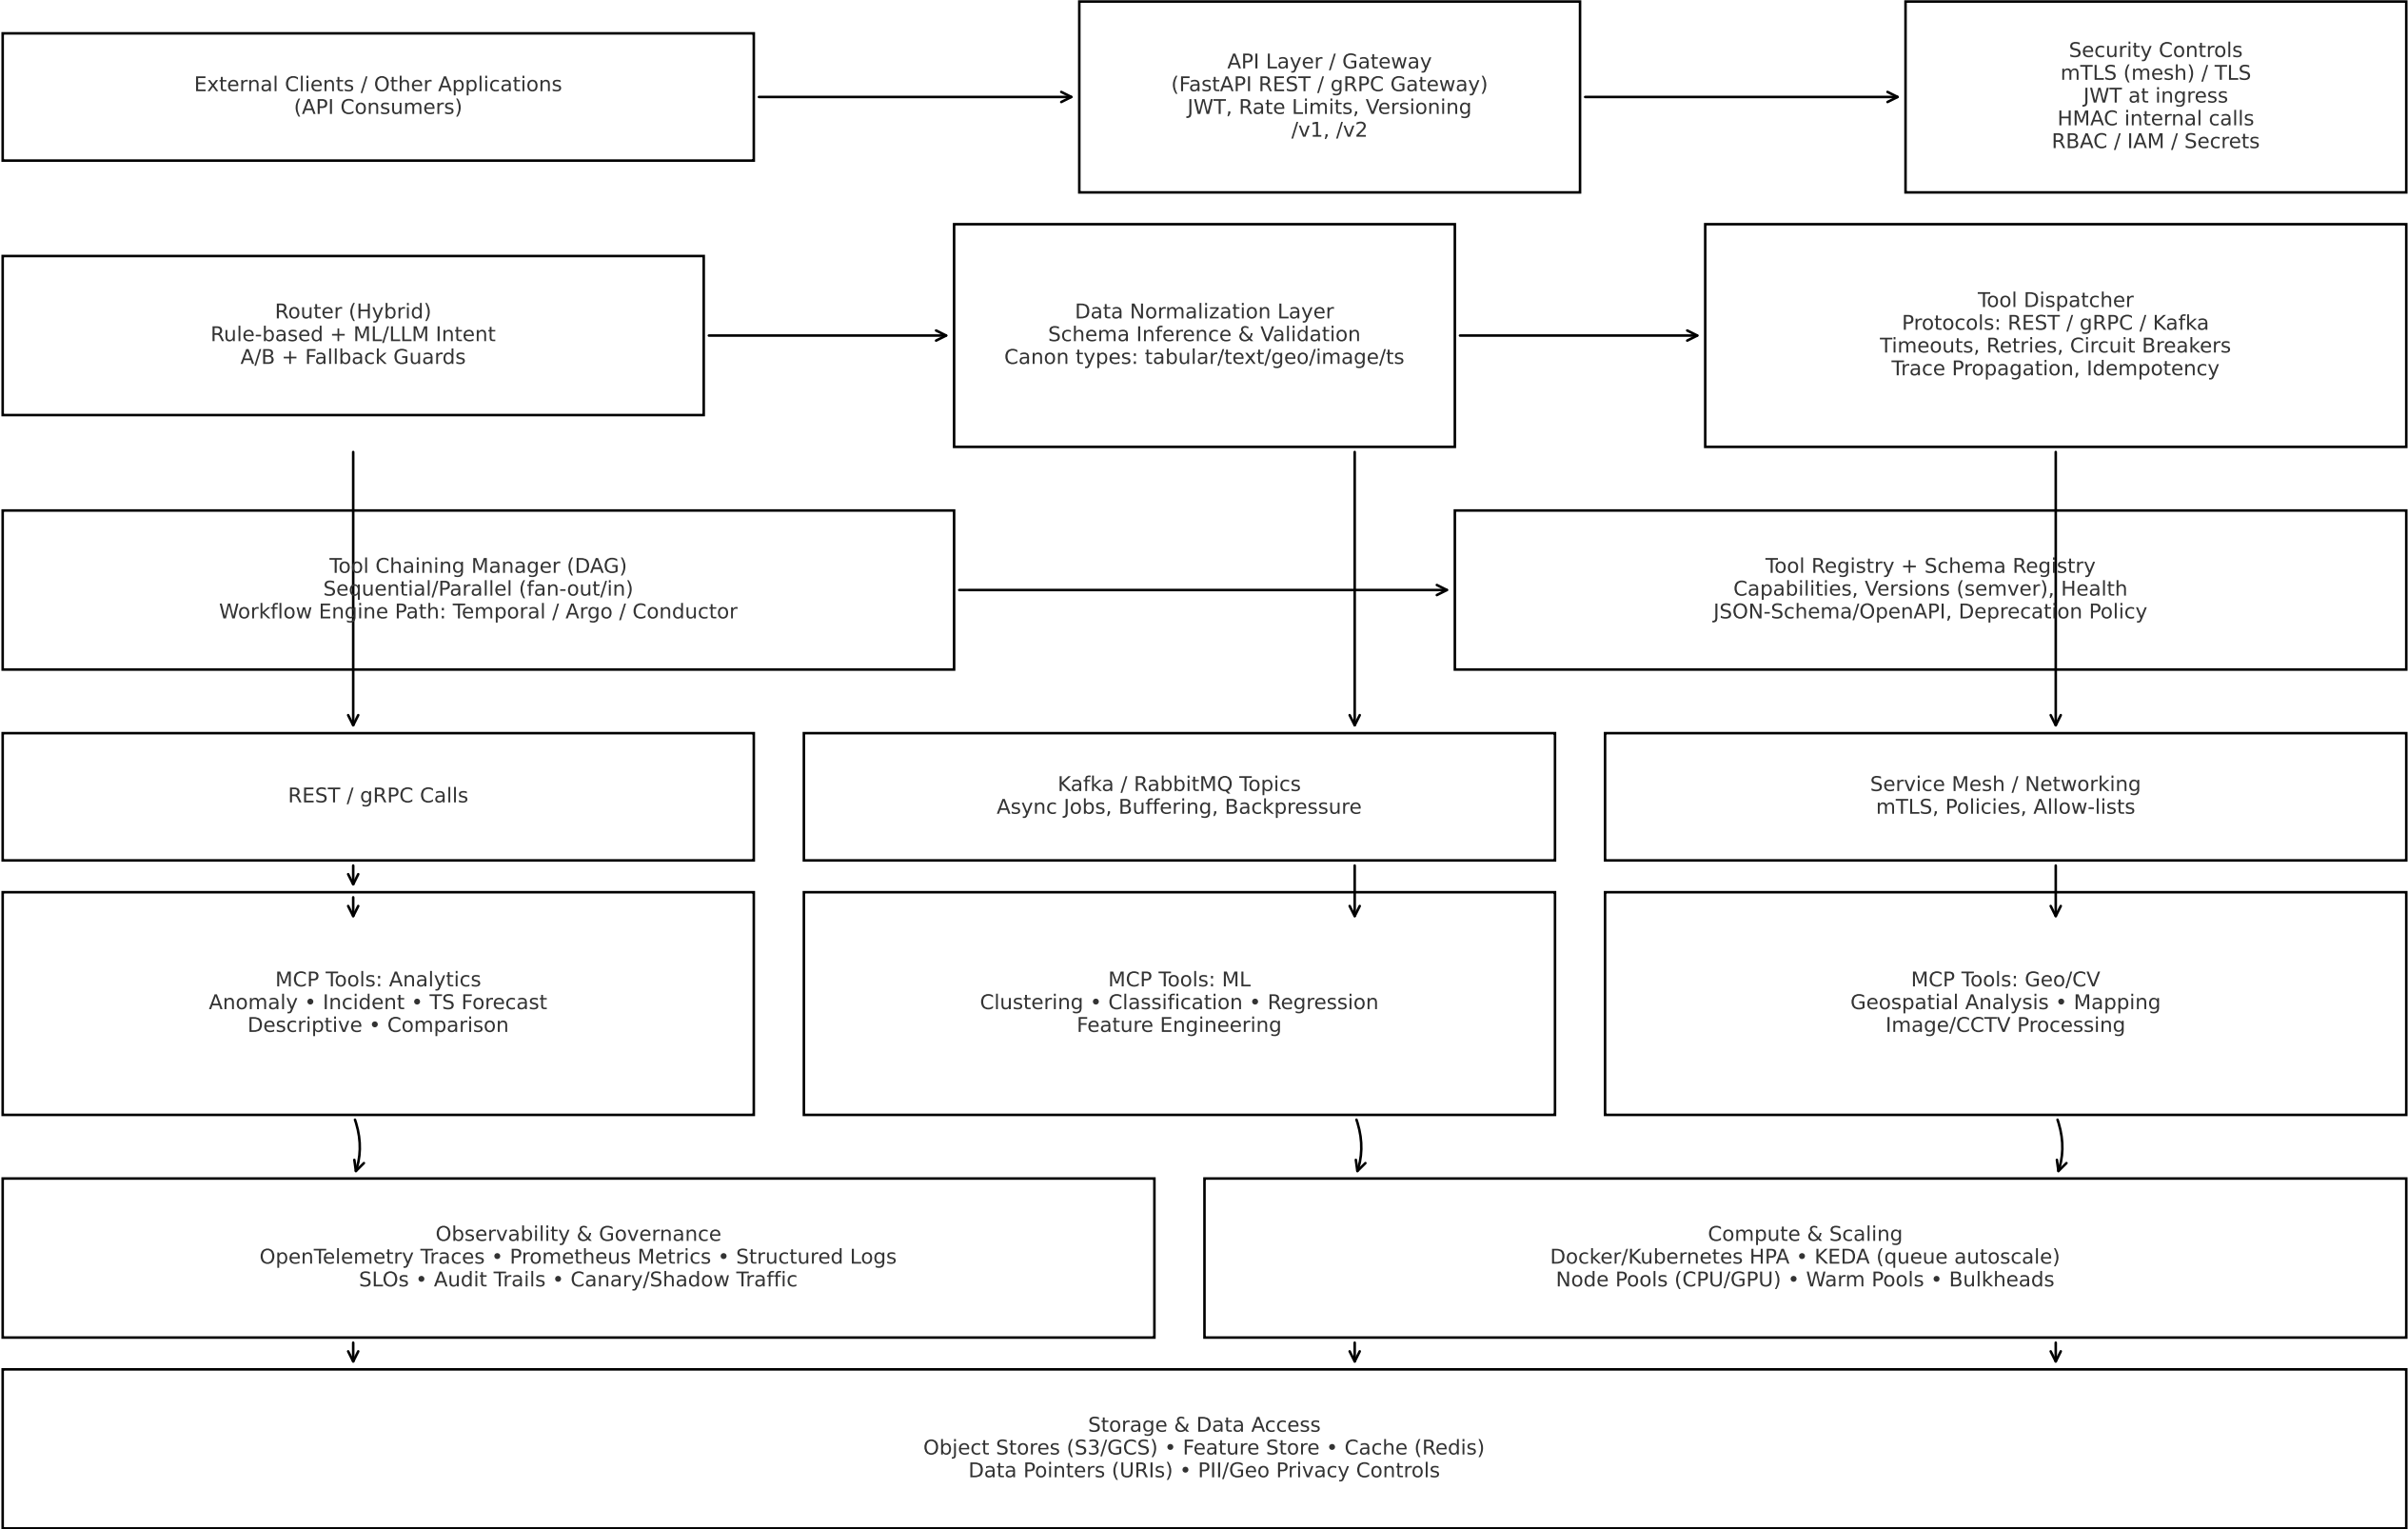 External Clients / Other Applications
(API Consumers)
API Layer / Gateway
(FastAPI REST / gRPC Gateway)
JWT, Rate Limits, Versioning
/v1, /v2
Security Controls
mTLS (mesh) / TLS
JWT at ingress
HMAC internal calls
RBAC / IAM / Secrets
Router (Hybrid)
Rule-based + ML/LLM Intent
A/B + Fallback Guards
Data Normalization Layer
Schema Inference & Validation
Canon types: tabular/text/geo/image/ts
Tool Dispatcher
Protocols: REST / gRPC / Kafka
Timeouts, Retries, Circuit Breakers
Trace Propagation, Idempotency
Tool Chaining Manager (DAG)
Sequential/Parallel (fan-out/in)
Workflow Engine Path: Temporal / Argo / Conductor
Tool Registry + Schema Registry
Capabilities, Versions (semver), Health
JSON-Schema/OpenAPI, Deprecation Policy
REST / gRPC Calls
Kafka / RabbitMQ Topics
Async Jobs, Buffering, Backpressure
Service Mesh / Networking
mTLS, Policies, Allow-lists
MCP Tools: Analytics
Anomaly • Incident • TS Forecast
Descriptive • Comparison
MCP Tools: ML
Clustering • Classification • Regression
Feature Engineering
MCP Tools: Geo/CV
Geospatial Analysis • Mapping
Image/CCTV Processing
Observability & Governance
OpenTelemetry Traces • Prometheus Metrics • Structured Logs
SLOs • Audit Trails • Canary/Shadow Traffic
Compute & Scaling
Docker/Kubernetes HPA • KEDA (queue autoscale)
Node Pools (CPU/GPU) • Warm Pools • Bulkheads
Storage & Data Access
Object Stores (S3/GCS) • Feature Store • Cache (Redis)
Data Pointers (URIs) • PII/Geo Privacy Controls